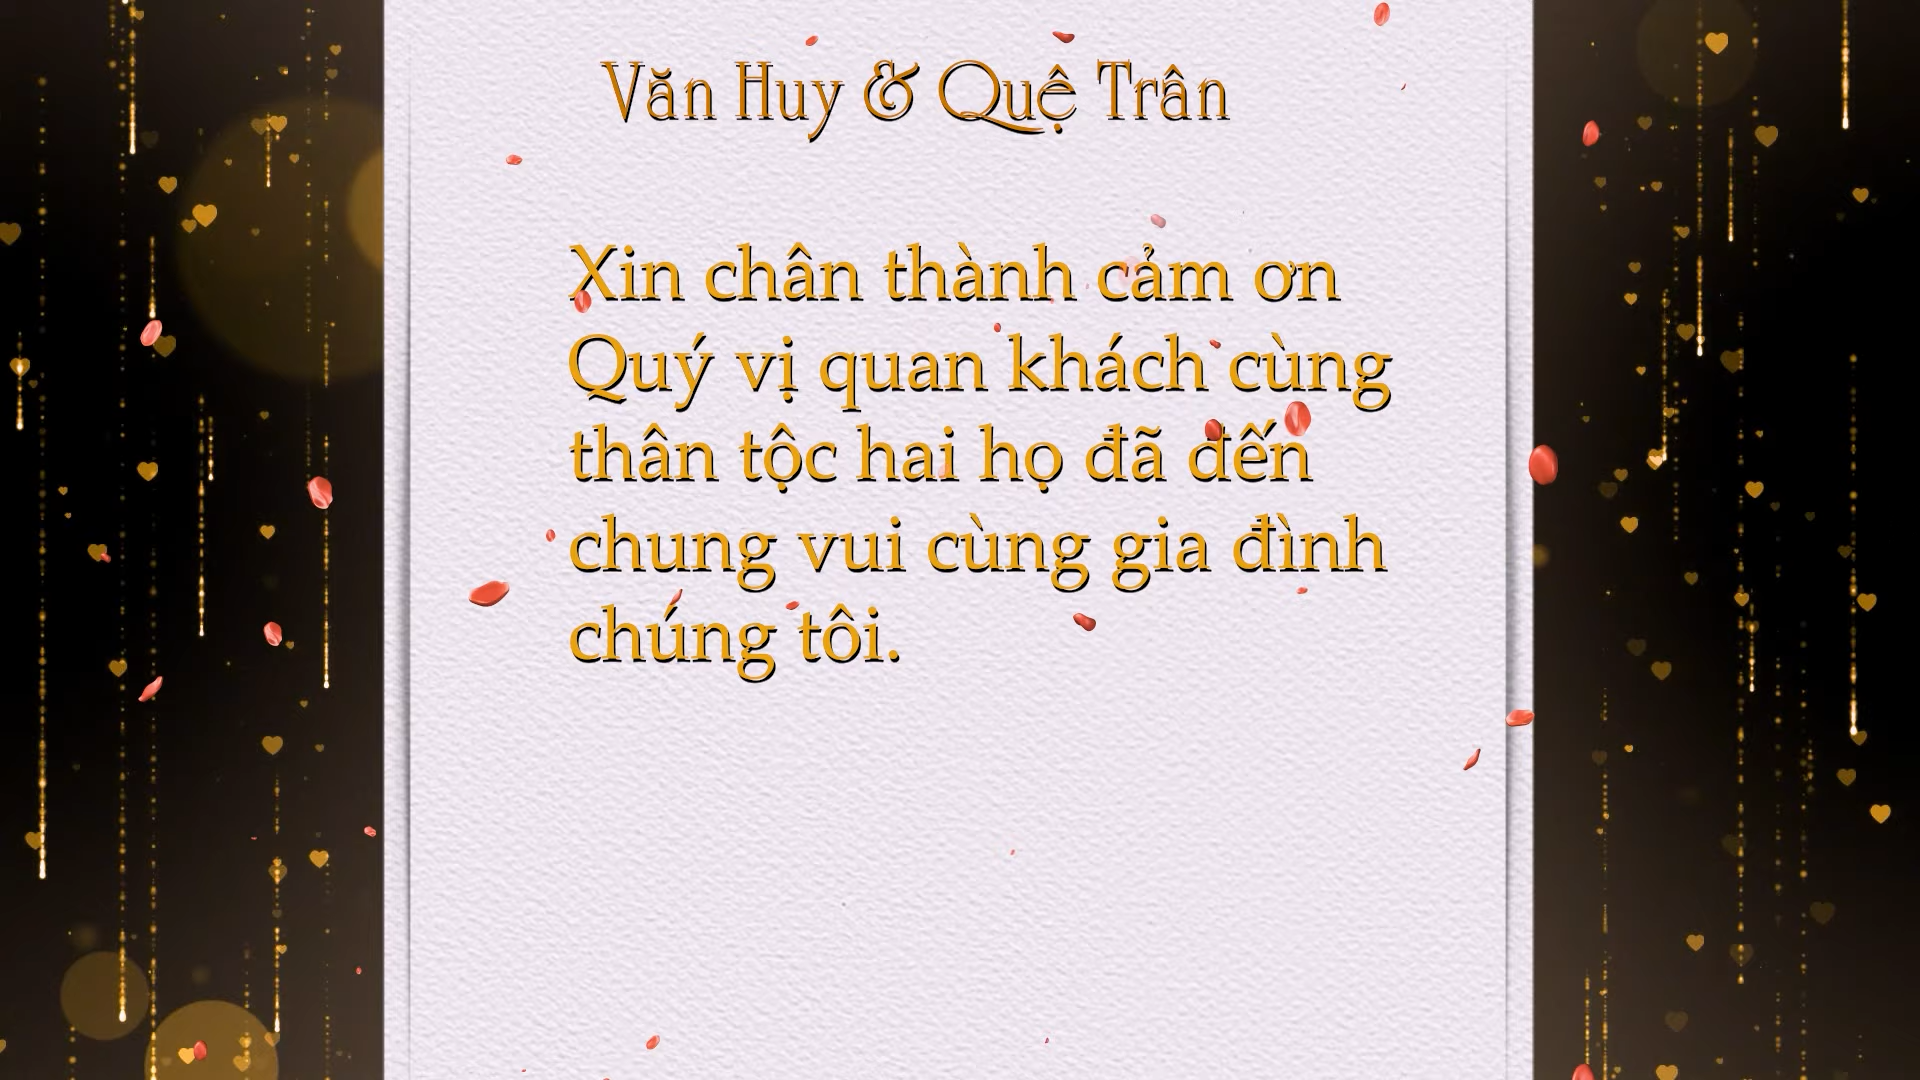 Văn Huy & Quệ Trân
Xin chân thành cảm ơn
Quý vị quan khách cùng
thân tộc hai họ đã đến
chung vui cùng gia đình
chúng tôi.